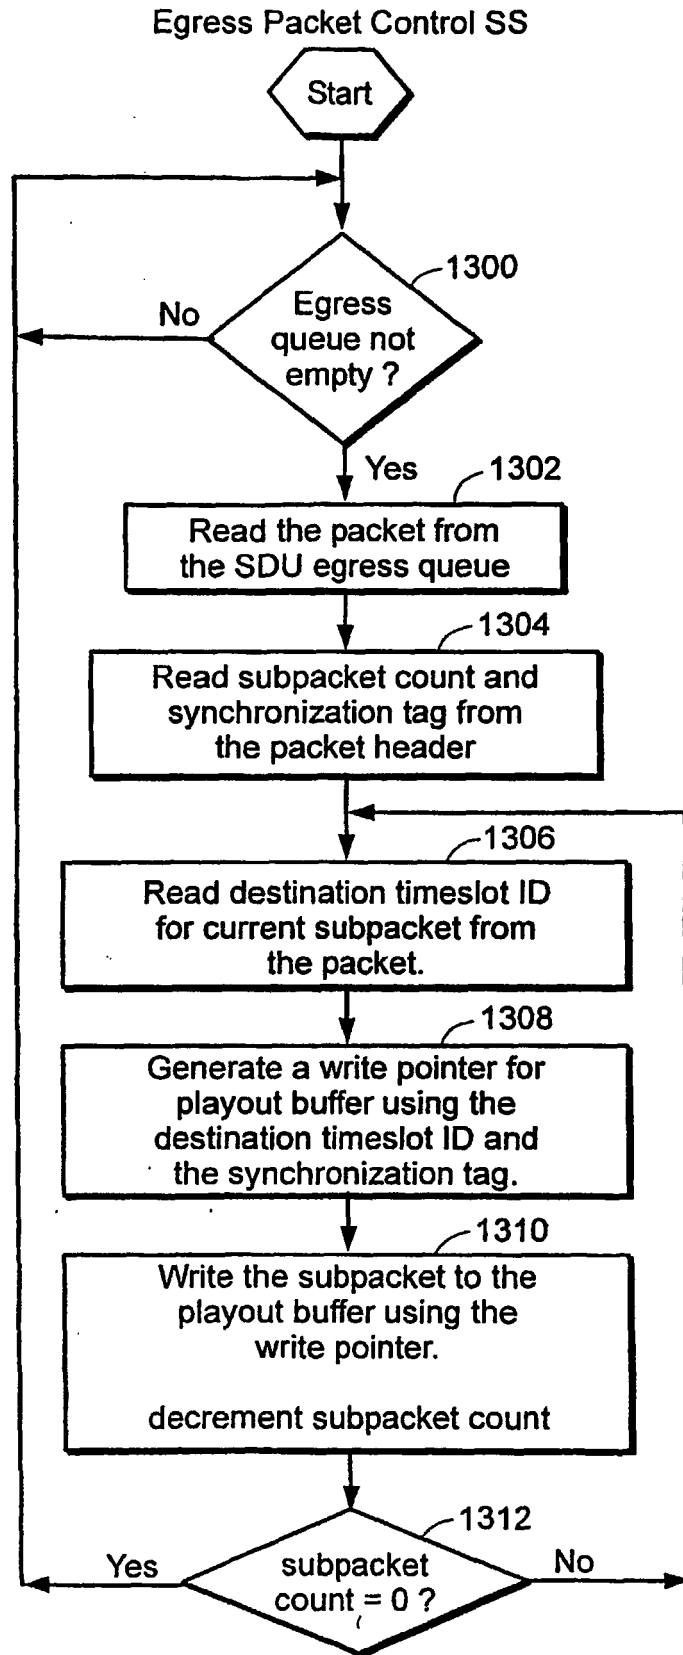 Egress Packet Control SS
Start
1300
Egress
queue not
empty ?
No
Yes
1302
Read the packet from
the SDU egress queue
1304
Read subpacket count and
synchronization tag from
the packet header
1306
Read destination timeslot ID
for current subpacket from
the packet.
1308
Generate a write pointer for
playout buffer using the
destination timeslot ID and
the synchronization tag.
1310
Write the subpacket to the
playout buffer using the
write pointer.
decrement subpacket count
1312
Yes
subpacket
count = 0 ?
No